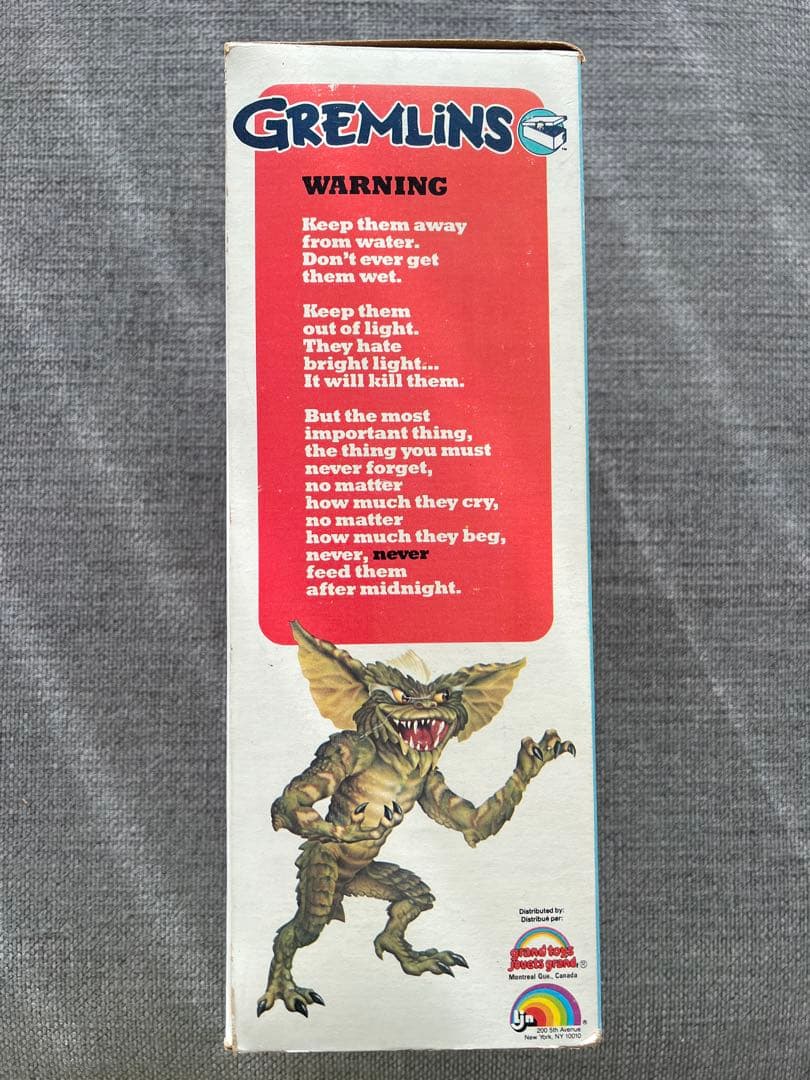 GREMLiNS
TM
WARNING
Keep them away
from water.
Don't ever get
them wet.
Keep them
out of light.
They hate
bright light...
It will kill them.
But the most
important thing,
the thing you must
never forget,
no matter
how much they cry,
no matter
how much they beg,
never, never
feed them
after midnight.
Distributed by:
Distribué par:
grand toys
jouets grand ®
Montreal Que., Canada
Ljn ®
200 5th Avenue
New York, NY 10010